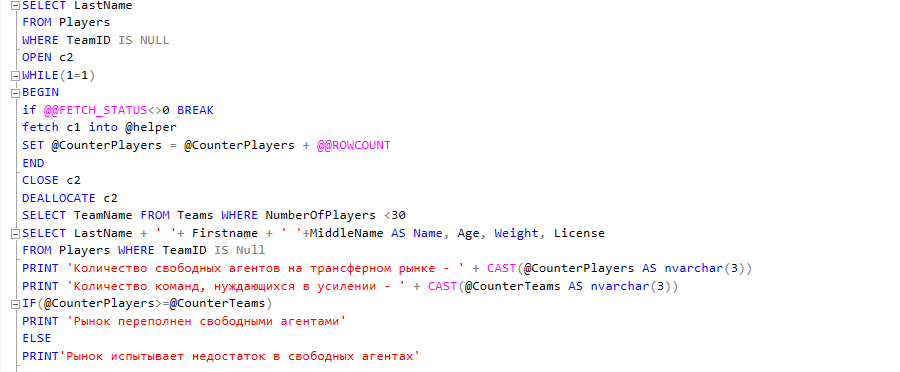 SELECT LastName
FROM Players
WHERE TeamID IS NULL
OPEN c2
WHILE(1=1)
BEGIN
if @@FETCH_STATUS<>0 BREAK
fetch c1 into @helper
SET @CounterPlayers = @CounterPlayers + @@ROWCOUNT
END
CLOSE c2
DEALLOCATE c2
SELECT TeamName FROM Teams WHERE NumberOfPlayers <30
SELECT LastName + ' '+ Firstname + ' '+MiddleName AS Name, Age, Weight, License
FROM Players WHERE TeamID IS Null
PRINT 'Количество свободных агентов на трансферном рынке - ' + CAST(@CounterPlayers AS nvarchar(3))
PRINT 'Количество команд, нуждающихся в усилении - ' + CAST(@CounterTeams AS nvarchar(3))
IF(@CounterPlayers>=@CounterTeams)
PRINT 'Рынок переполнен свободными агентами'
ELSE
PRINT'Рынок испытывает недостаток в свободных агентах'